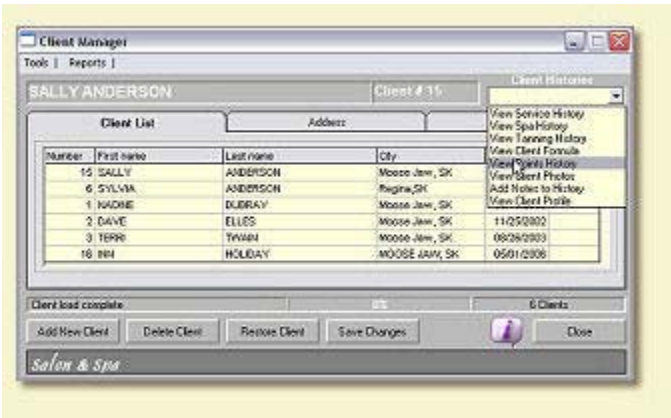 Client Manager
Tools | Reports |
SALLY ANDERSON Client # 15 Client Histories
Client List Address
View Service History
View Spa History
View Tanning History
View Client Formula
View Points History
View Client Photos
Add Notes to History
View Client Profile
Number First name Last name City
15 SALLY ANDERSON Moose Jaw, SK
6 SYLVIA ANDERSON Regina,SK
1 NADINE DUBRAY Moose Jaw, SK
2 DAVE ELLES Moose Jaw, SK 11/25/2002
3 TERRI TWAIN Moose Jaw, SK 08/26/2003
16 INN HOLIDAY MOOSE JAW, SK 05/01/2006
Client load complete 0% 6 Clients
Add New Client Delete Client Restore Client Save Changes i Close
Salon & Spa